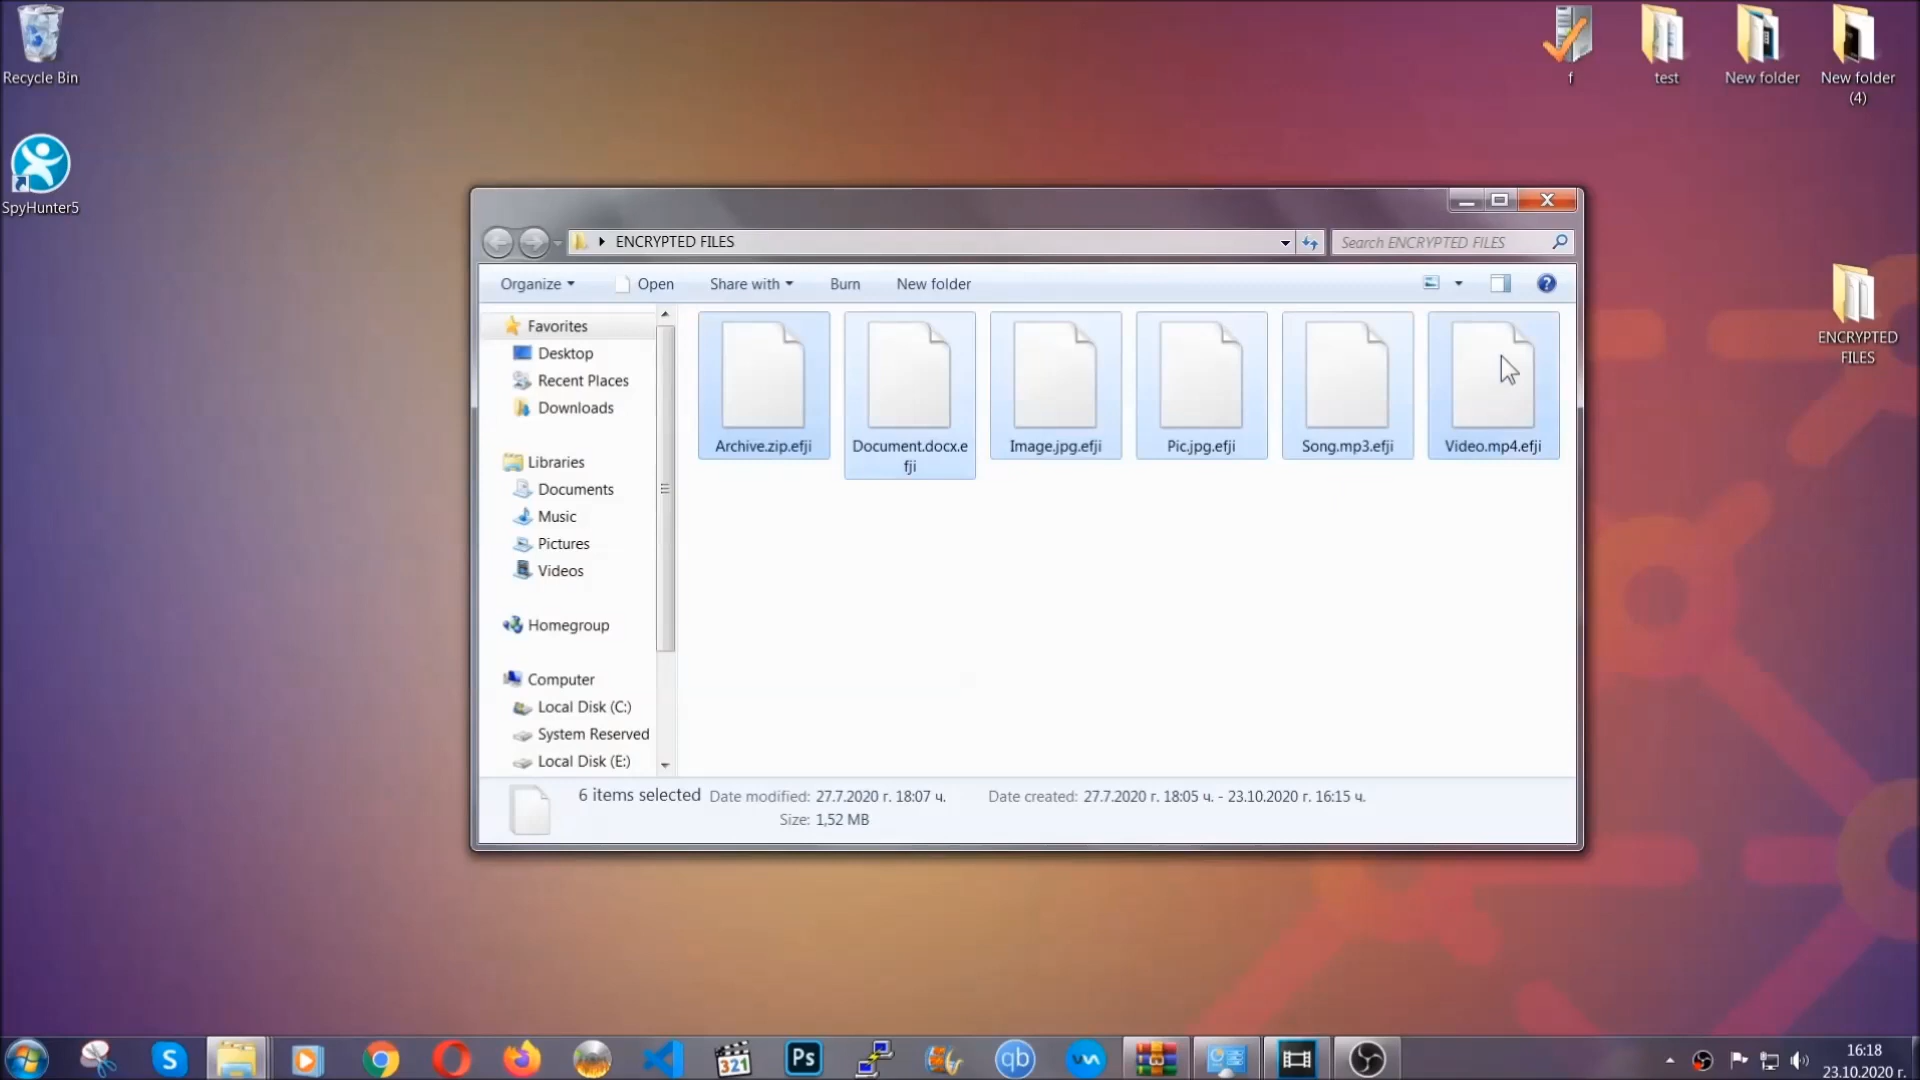 Recycle Bin
SpyHunter5
f
test
New folder
New folder
(4)
ENCRYPTED
FILES
ENCRYPTED FILES
Search ENCRYPTED FILES
Organize
Open
Share with
Burn
New folder
?
Favorites
Desktop
Recent Places
Downloads
Libraries
Documents
Music
Pictures
Videos
Homegroup
Computer
Local Disk (C:)
System Reserved
Local Disk (E:)
Archive.zip.efji
Document.docx.e
fji
Image.jpg.efji
Pic.jpg.efji
Song.mp3.efji
Video.mp4.efji
6 items selected
Date modified: 27.7.2020 г. 18:07 ч.
Date created: 27.7.2020 г. 18:05 ч. - 23.10.2020 г. 16:15 ч.
Size: 1,52 MB
S
321
Ps
qb
16:18
23.10.2020 г.